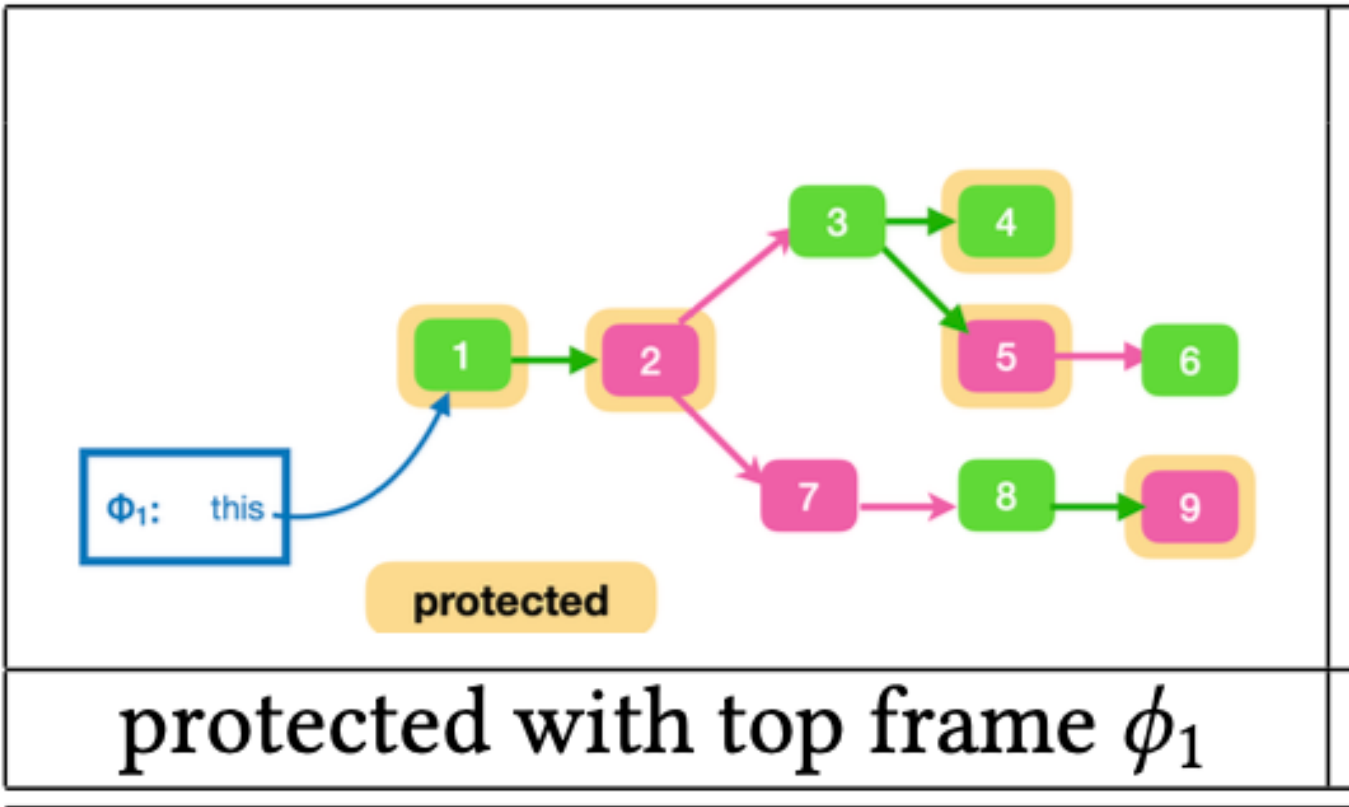 3 4
1 2 5 6
Φ₁: this 7 8 9
protected
protected with top frame ϕ₁